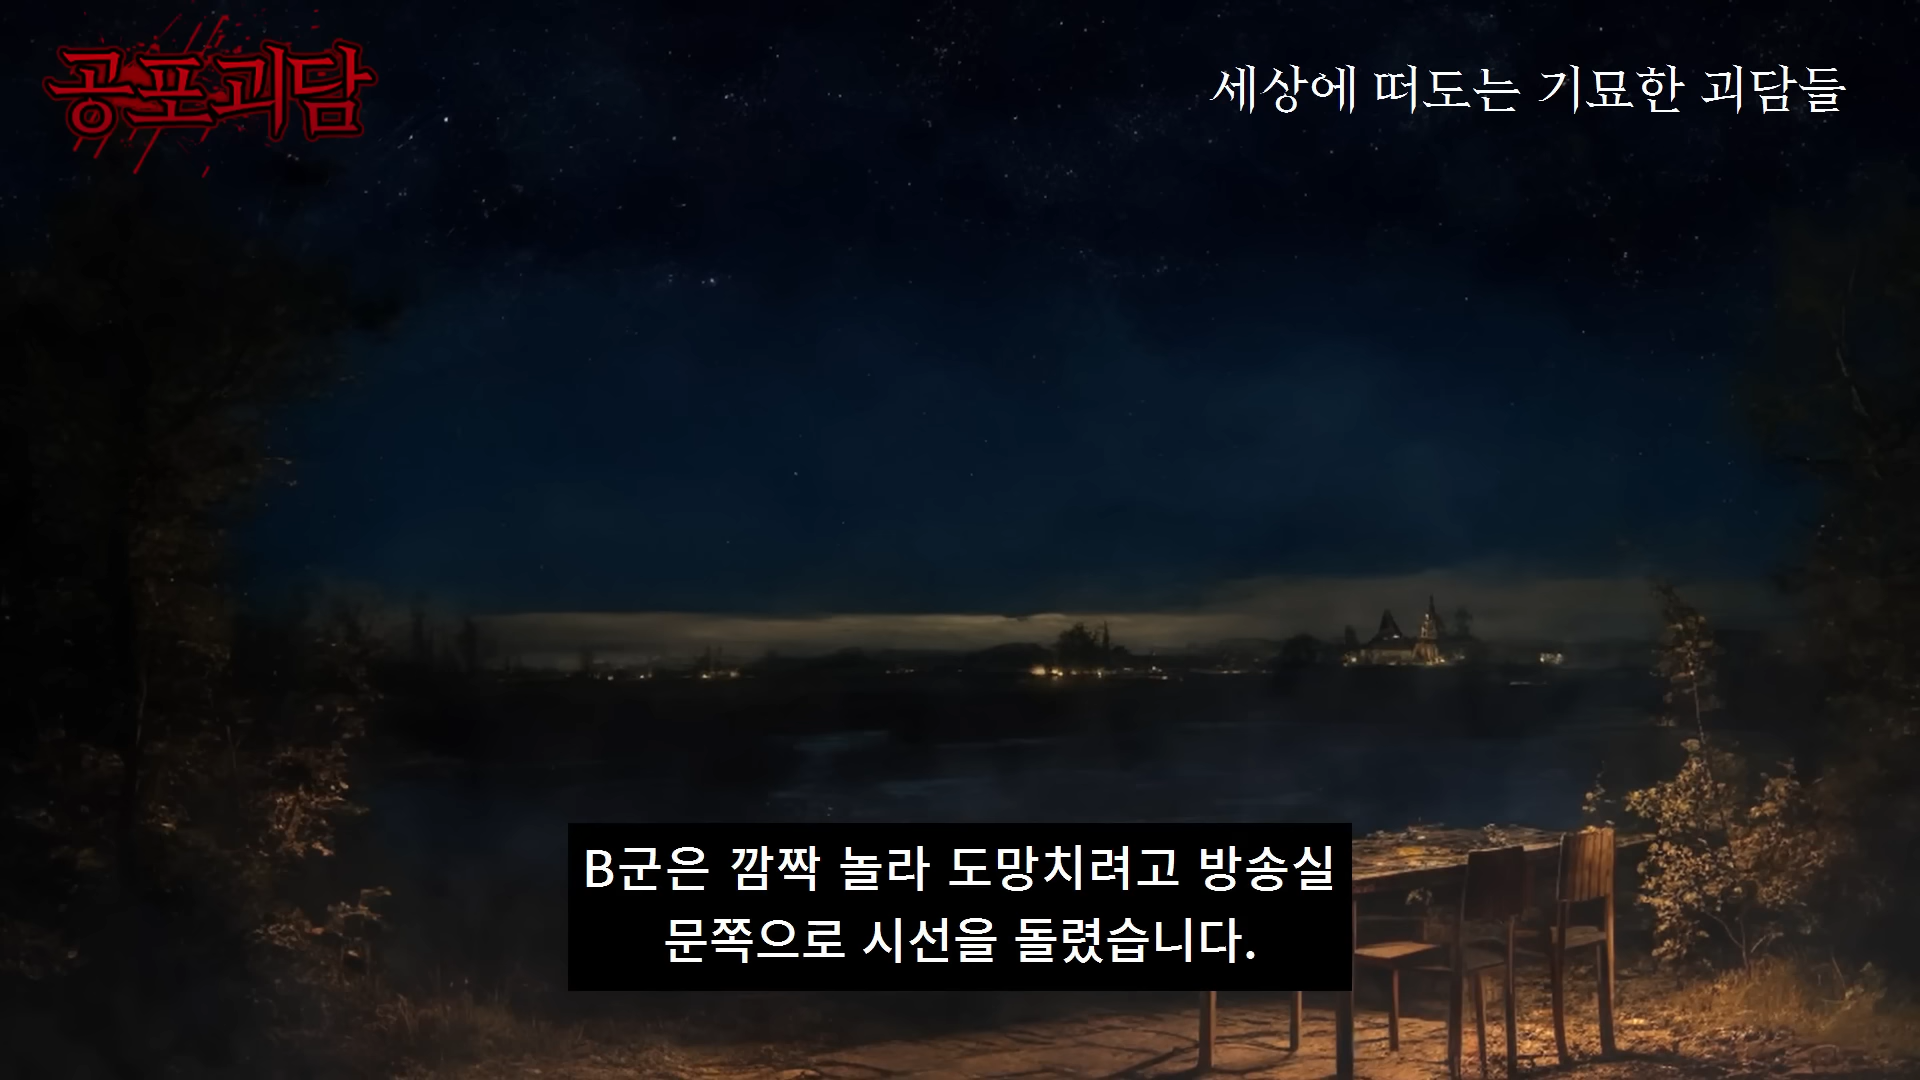 공포괴담
세상에 떠도는 기묘한 괴담들
B군은 깜짝 놀라 도망치려고 방송실
문쪽으로 시선을 돌렸습니다.